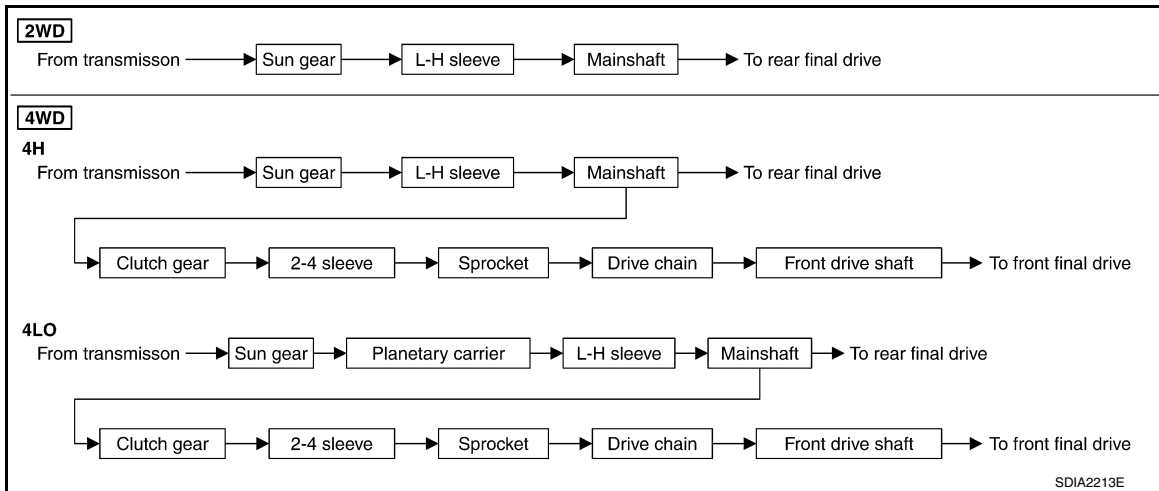 2WD
From transmisson Sun gear L-H sleeve Mainshaft To rear final drive
4WD
4H
From transmisson Sun gear L-H sleeve Mainshaft To rear final drive
Clutch gear 2-4 sleeve Sprocket Drive chain Front drive shaft To front final drive
4LO
From transmisson Sun gear Planetary carrier L-H sleeve Mainshaft To rear final drive
Clutch gear 2-4 sleeve Sprocket Drive chain Front drive shaft To front final drive
SDIA2213E